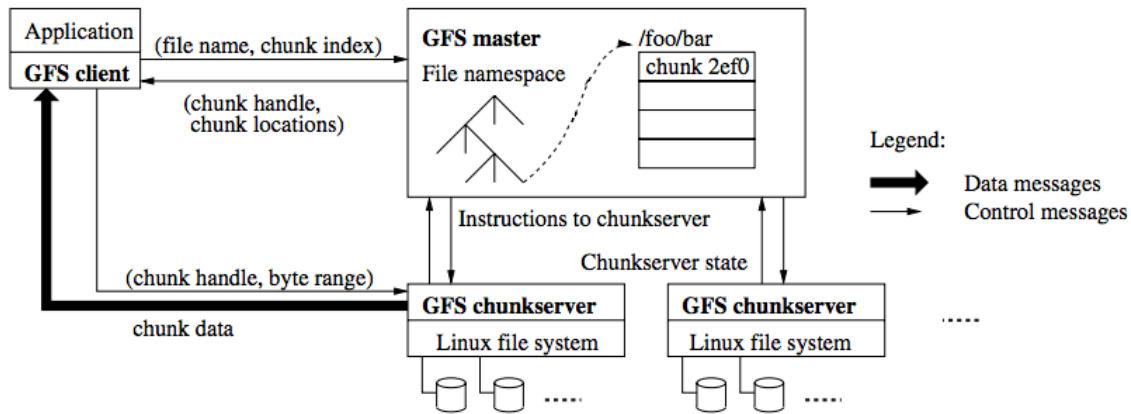 Application
GFS client
(file name, chunk index)
(chunk handle,
chunk locations)
GFS master
File namespace
/foo/bar
chunk 2ef0
Legend:
Data messages
Control messages
Instructions to chunkserver
Chunkserver state
(chunk handle, byte range)
chunk data
GFS chunkserver
Linux file system
GFS chunkserver
Linux file system